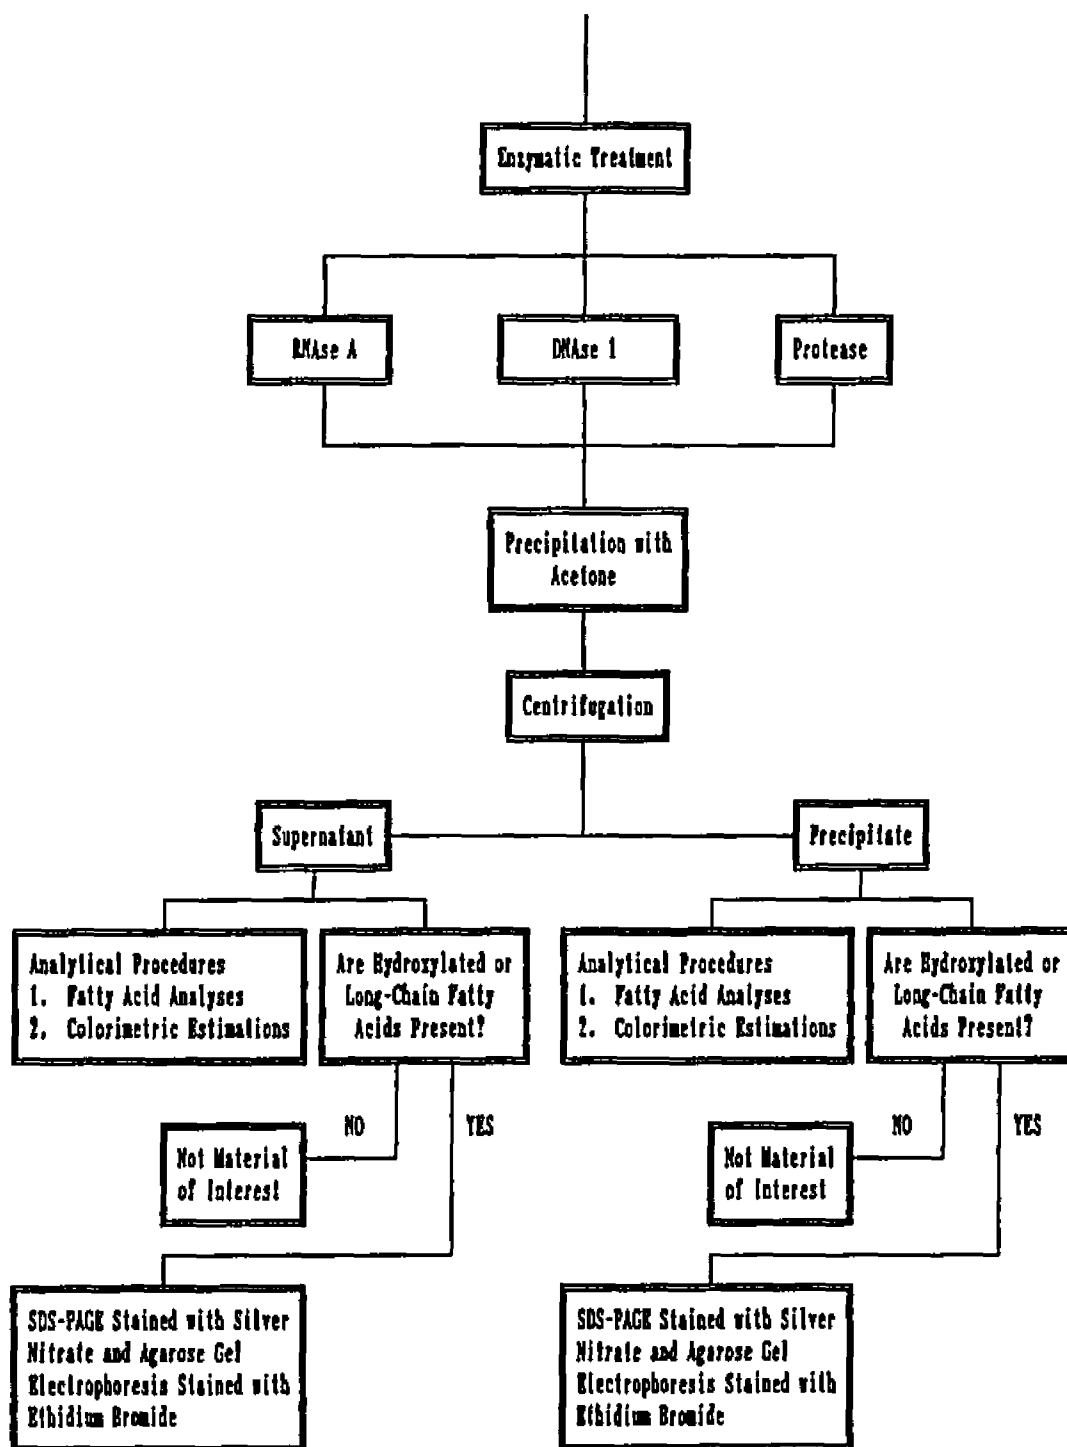 Enzymatic Treatment
RNAse A
DNAse 1
Protease
Precipitation with
Acetone
Centrifugation
Supernatant
Precipitate
Analytical Procedures
1. Fatty Acid Analyses
2. Colorimetric Estimations
Are Hydroxylated or
Long-Chain Fatty
Acids Present?
Analytical Procedures
1. Fatty Acid Analyses
2. Colorimetric Estimations
Are Hydroxylated or
Long-Chain Fatty
Acids Present?
NO
YES
NO
YES
Not Material
of Interest
Not Material
of Interest
SDS-PAGE Stained with Silver
Nitrate and Agarose Gel
Electrophoresis Stained with
Ethidium Bromide
SDS-PAGE Stained with Silver
Nitrate and Agarose Gel
Electrophoresis Stained with
Ethidium Bromide